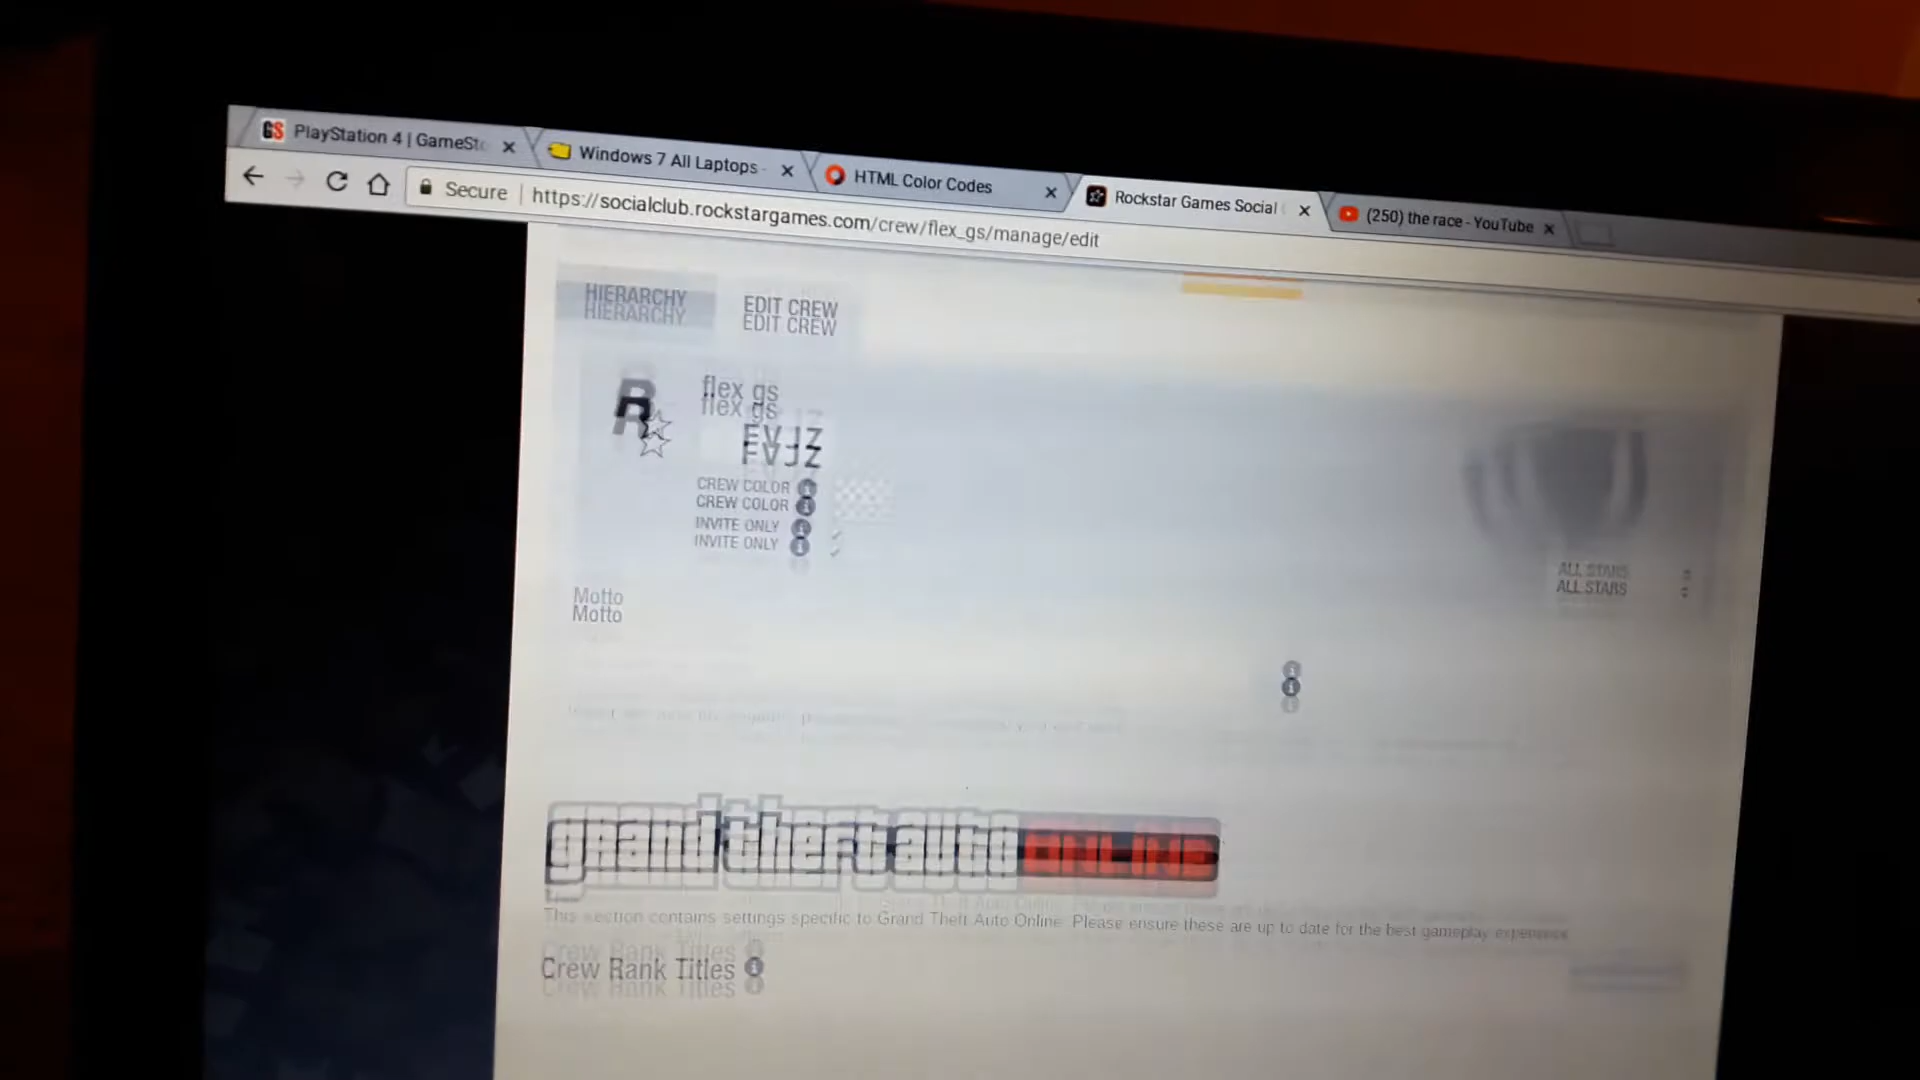 PlayStation 4 | GameSto
Windows 7 All Laptops -
HTML Color Codes
Rockstar Games Social
(250) the race - YouTube
Secure | https://socialclub.rockstargames.com/crew/flex_gs/manage/edit
HIERARCHY
EDIT CREW
flex gs
CREW COLOR
INVITE ONLY
ALL STARS
Motto
grand theft auto ONLINE
This section contains settings specific to Grand Theft Auto Online. Please ensure these are up to date for the best gameplay experience
Crew Rank Titles